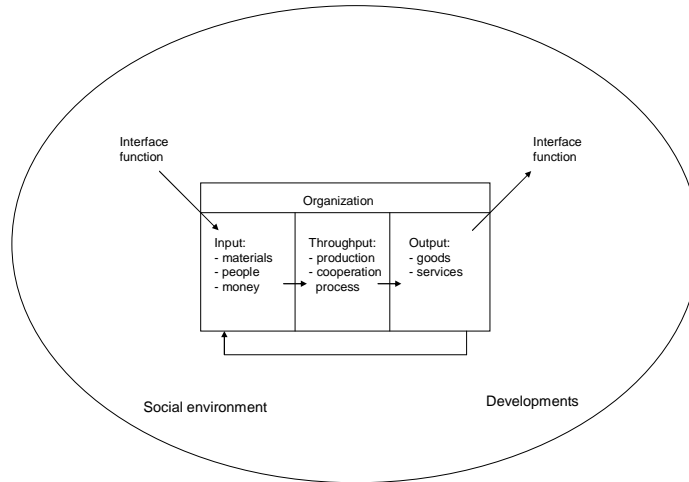 Interface
function
Interface
function
Organization
Input:
- materials
- people
- money
Throughput:
- production
- cooperation
process
Output:
- goods
- services
Social environment
Developments